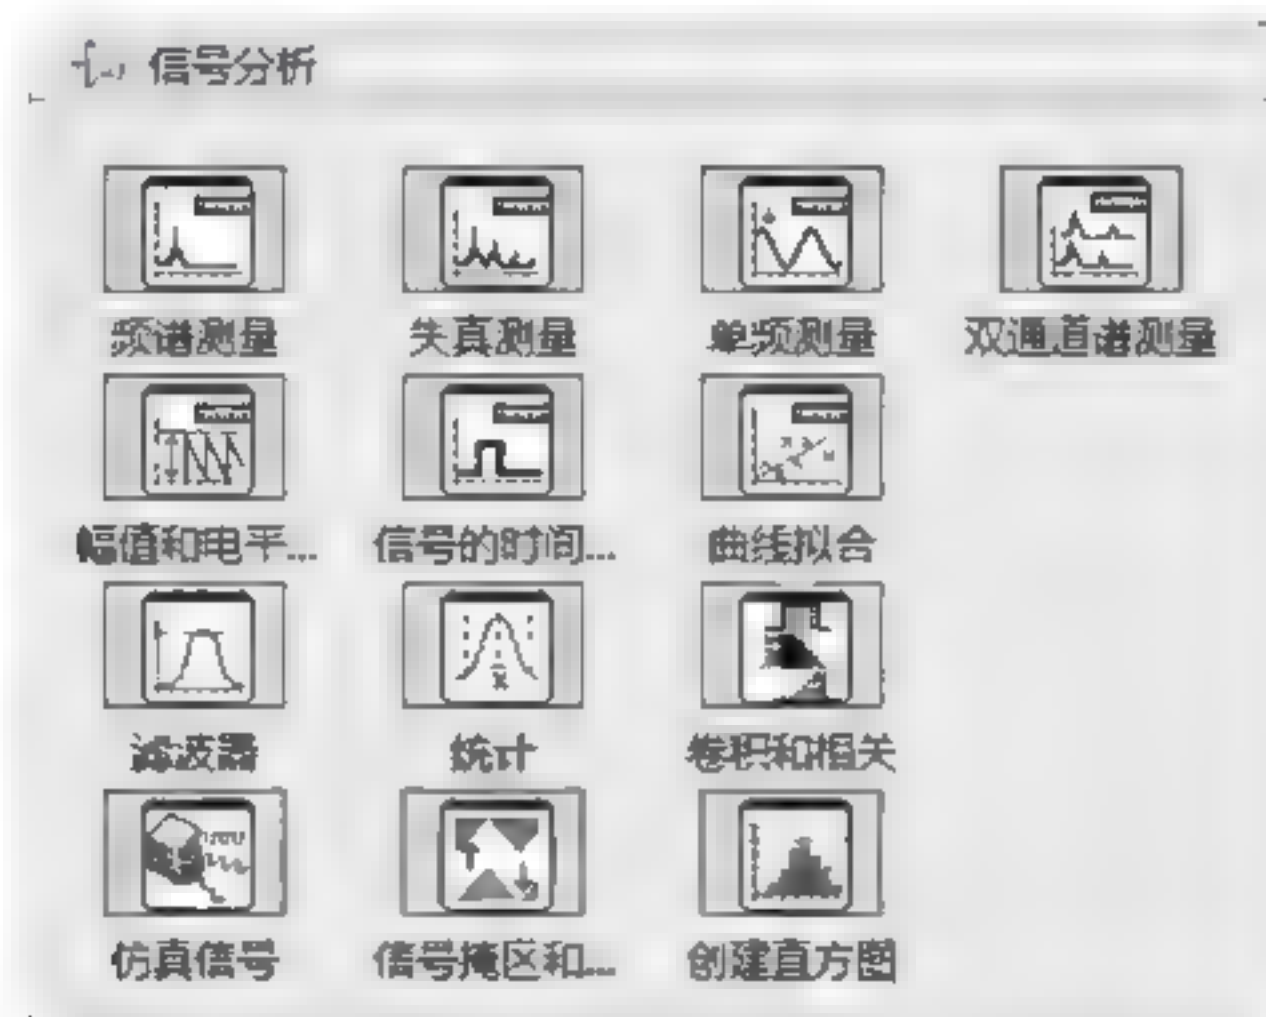 信号分析
频谱测量 失真测量 单频测量 双通道谱测量
幅值和电平... 信号的时间... 曲线拟合
滤波器 统计 卷积和相关
仿真信号 信号掩区和... 创建直方图